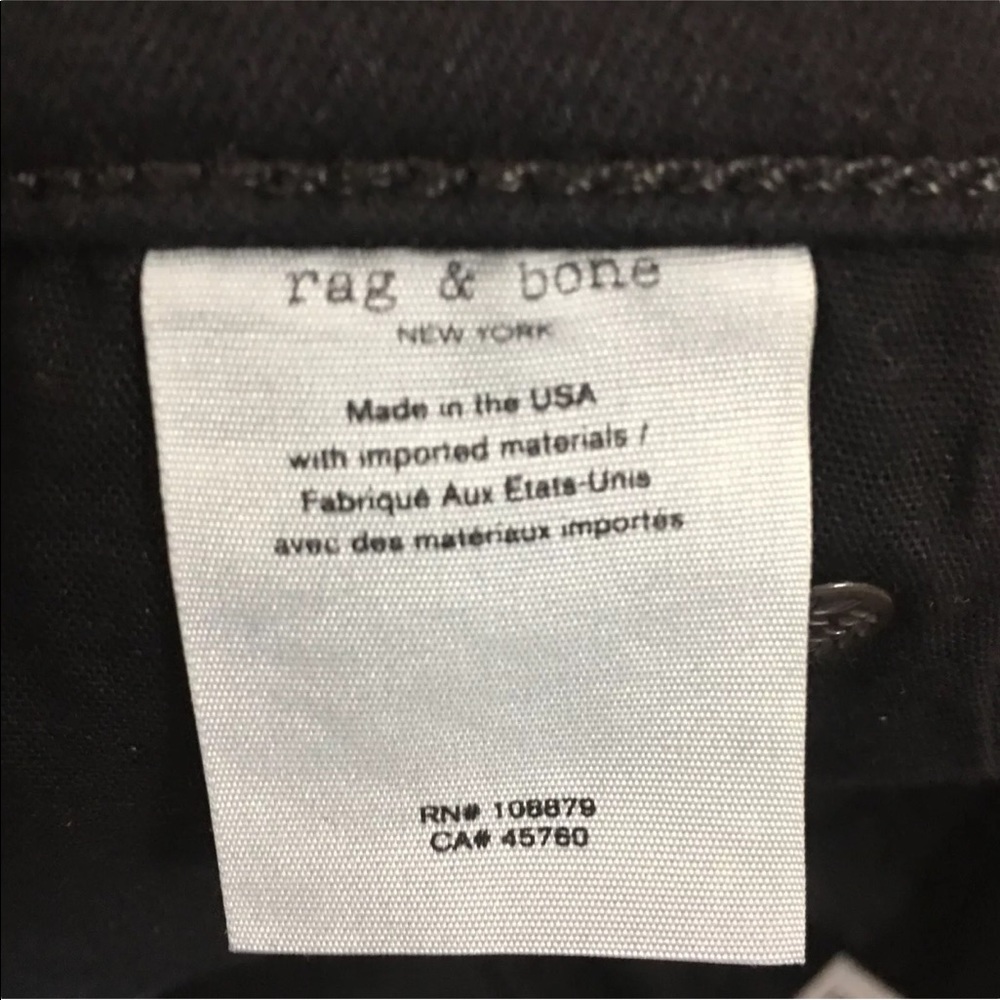 rag & bone
NEW YORK
Made in the USA
with imported materials /
Fabriqué Aux Etats-Unis
avec des matériaux importés
RN# 108879
CA# 45760